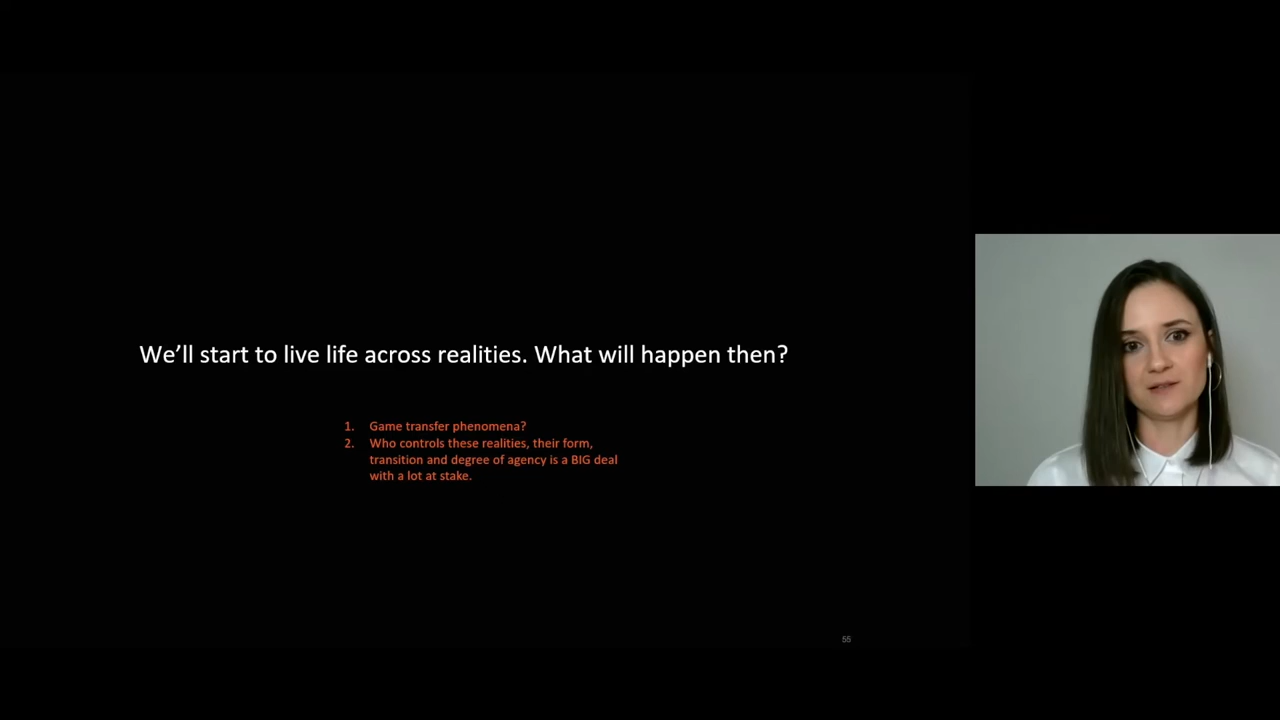 We’ll start to live life across realities. What will happen then?
1. Game transfer phenomena?
2. Who controls these realities, their form,
transition and degree of agency is a BIG deal
with a lot at stake.
55